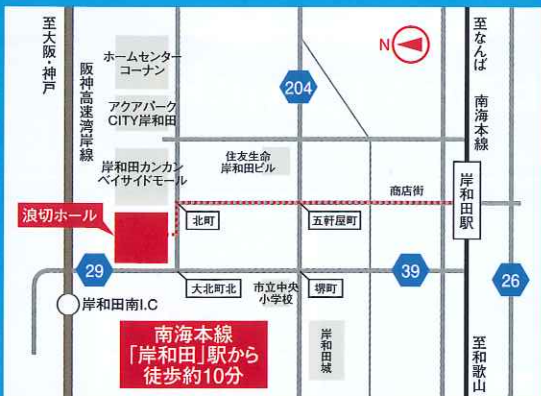 至大阪・神戸
阪神高速湾岸線
ホームセンター
コーナン
アクアパーク
CITY岸和田
岸和田カンカン
ベイサイドモール
浪切ホール
204
N
至なんば
南海本線
住友生命
岸和田ビル
商店街
岸和田駅
北町
五軒屋町
29
39
26
大北町北
市立中央
小学校
堺町
岸和田南I.C
南海本線
「岸和田」駅から
徒歩約10分
岸和田城
至和歌山